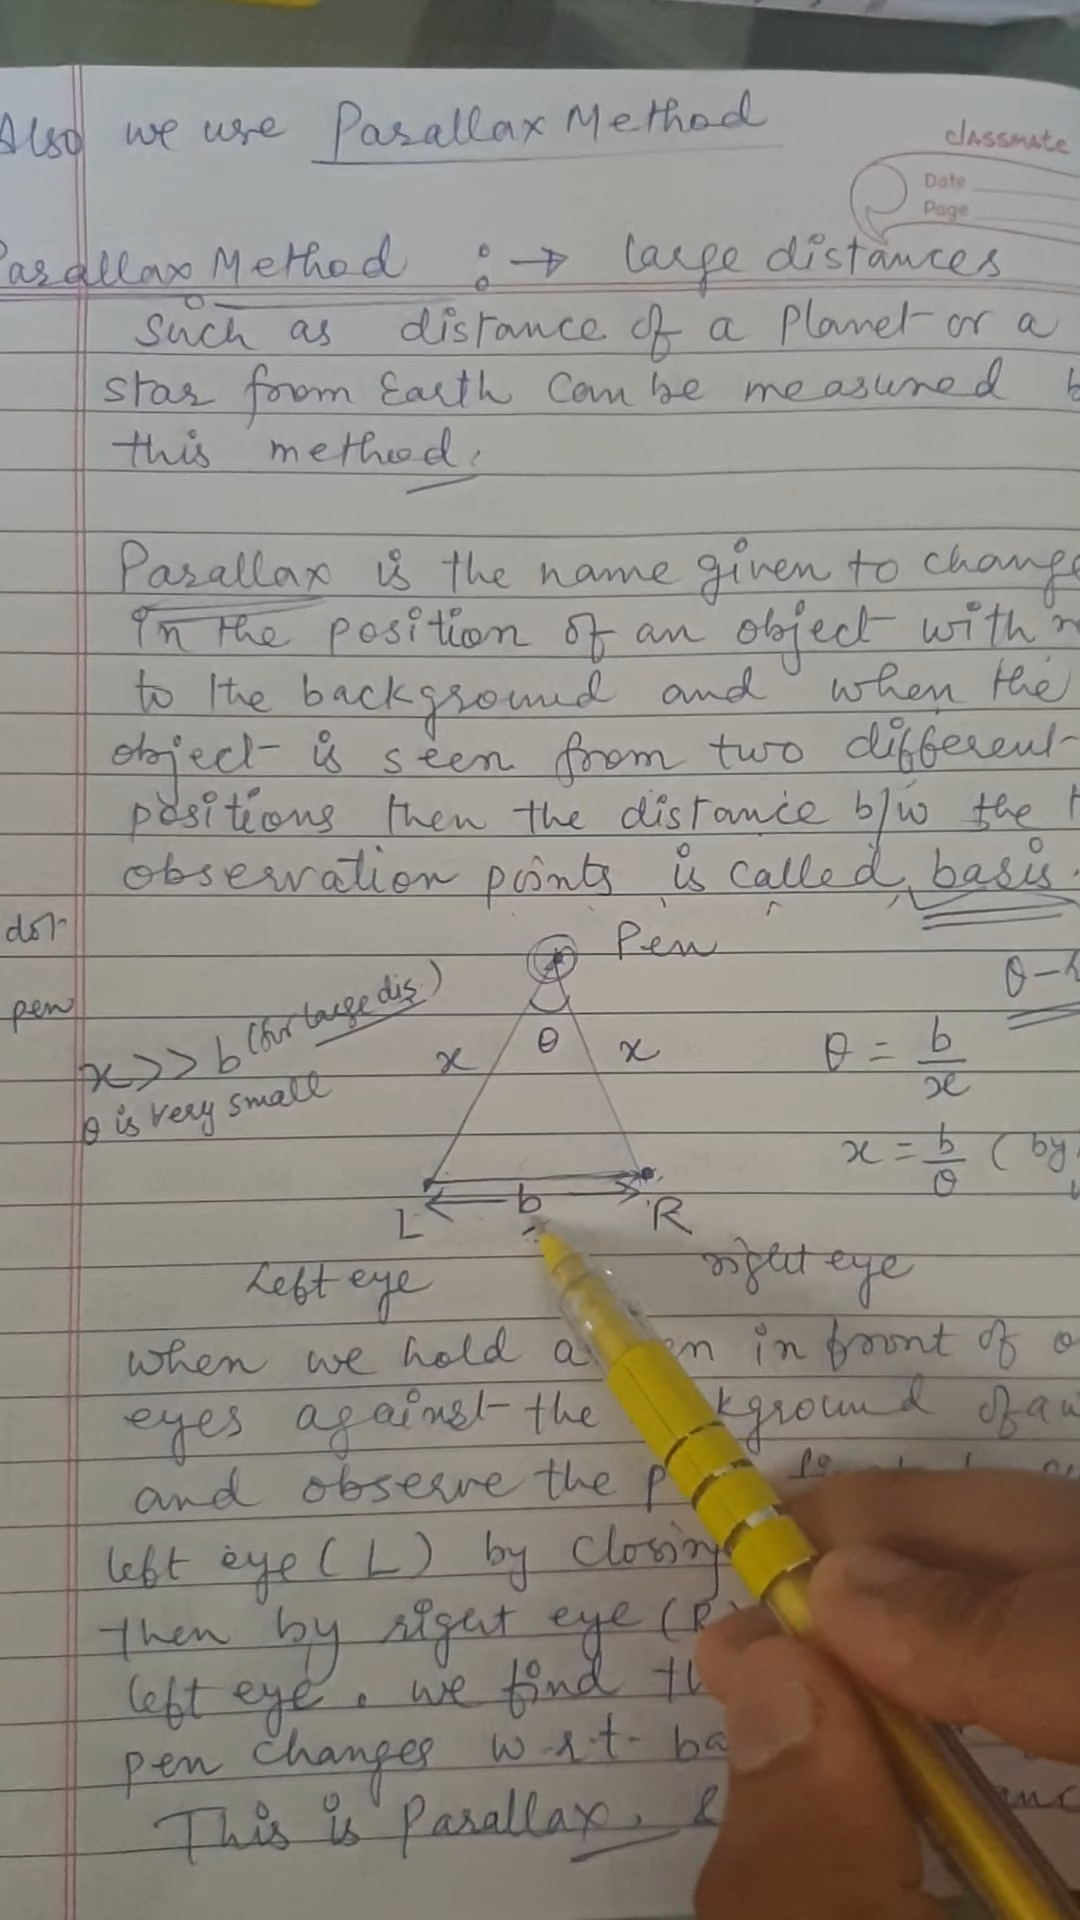 Also we use Parallax Method
classmate
Date
Page
Parallax Method :→ large distances
such as distance of a planet or a
star from Earth can be measured
this method.
Parallax is the name given to change
in the position of an object with
to the background and when the
object is seen from two different
positions then the distance b/w the
observation points is called basis.
dot
Pen
pen
x >> b (for large dis)
θ is very small
x
θ
x
θ = b/x
x = b/θ (by
b
L
R
Left eye
right eye
when we hold a in front of
eyes against the of a
and observe the
left eye (L) by closing
then by right eye (R)
left eye. we find
pen changes w.r.t.
This is Parallax. &